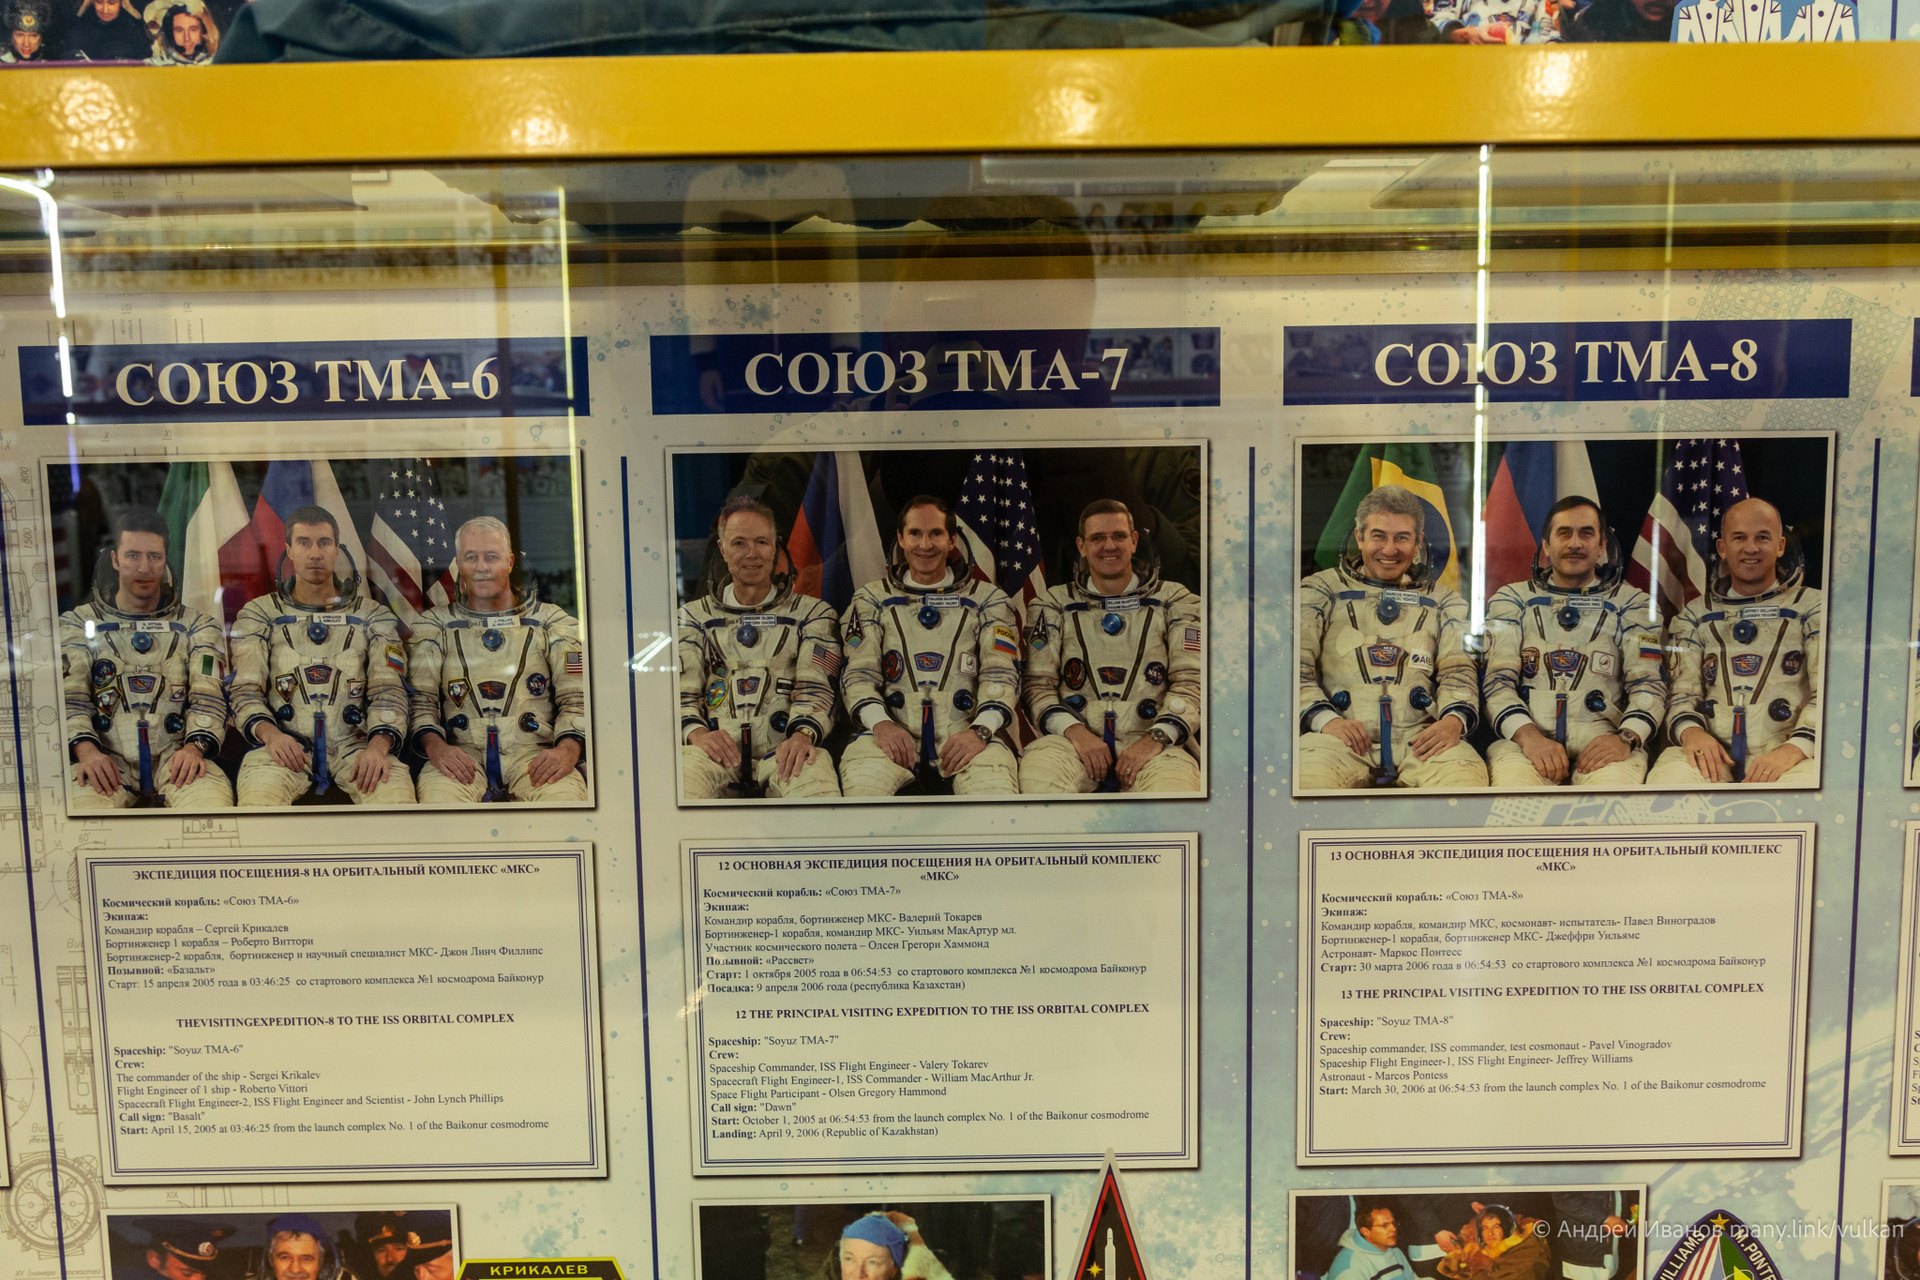 СОЮЗ ТМА-6
ЭКСПЕДИЦИЯ ПОСЕЩЕНИЯ-8 НА ОРБИТАЛЬНЫЙ КОМПЛЕКС «МКС»
Космический корабль: «Союз ТМА-6»
Экипаж:
Командир корабля – Сергей Крикалев
Бортинженер 1 корабля – Роберто Виттори
Бортинженер-2 корабля, бортинженер и научный специалист МКС- Джон Линч Филлипс
Позывной: «Базальт»
Старт: 15 апреля 2005 года в 03:46:25 со стартового комплекса №1 космодрома Байконур
THEVISITINGEXPEDITION-8 TO THE ISS ORBITAL COMPLEX
Spaceship: "Soyuz TMA-6"
Crew:
The commander of the ship - Sergei Krikalev
Flight Engineer of 1 ship - Roberto Vittori
Spacecraft Flight Engineer-2, ISS Flight Engineer and Scientist - John Lynch Phillips
Call sign: "Basalt"
Start: April 15, 2005 at 03:46:25 from the launch complex No. 1 of the Baikonur cosmodrome
КРИКАЛЕВ
СОЮЗ ТМА-7
12 ОСНОВНАЯ ЭКСПЕДИЦИЯ ПОСЕЩЕНИЯ НА ОРБИТАЛЬНЫЙ КОМПЛЕКС
«МКС»
Космический корабль: «Союз ТМА-7»
Экипаж:
Командир корабля, бортинженер МКС- Валерий Токарев
Бортинженер-1 корабля, командир МКС- Уильям МакАртур мл.
Участник космического полета – Олсен Грегори Хаммонд
Позывной: «Рассвет»
Старт: 1 октября 2005 года в 06:54:53 со стартового комплекса №1 космодрома Байконур
Посадка: 9 апреля 2006 года (республика Казахстан)
12 THE PRINCIPAL VISITING EXPEDITION TO THE ISS ORBITAL COMPLEX
Spaceship: "Soyuz TMA-7"
Crew:
Spaceship Commander, ISS Flight Engineer - Valery Tokarev
Spacecraft Flight Engineer-1, ISS Commander - William MacArthur Jr.
Space Flight Participant - Olsen Gregory Hammond
Call sign: "Dawn"
Start: October 1, 2005 at 06:54:53 from the launch complex No. 1 of the Baikonur cosmodrome
Landing: April 9, 2006 (Republic of Kazakhstan)
СОЮЗ ТМА-8
13 ОСНОВНАЯ ЭКСПЕДИЦИЯ ПОСЕЩЕНИЯ НА ОРБИТАЛЬНЫЙ КОМПЛЕКС
«МКС»
Космический корабль: «Союз ТМА-8»
Экипаж:
Командир корабля, командир МКС, космонавт- испытатель- Павел Виноградов
Бортинженер-1 корабля, бортинженер МКС- Джеффри Уильямс
Астронавт- Маркос Понтесс
Старт: 30 марта 2006 года в 06:54:53 со стартового комплекса №1 космодрома Байконур
13 THE PRINCIPAL VISITING EXPEDITION TO THE ISS ORBITAL COMPLEX
Spaceship: "Soyuz TMA-8"
Crew:
Spaceship commander, ISS commander, test cosmonaut - Pavel Vinogradov
Spaceship Flight Engineer-1, ISS Flight Engineer- Jeffrey Williams
Astronaut - Marcos Pontess
Start: March 30, 2006 at 06:54:53 from the launch complex No. 1 of the Baikonur cosmodrome
© Андрей Иванов many.link/vulkan